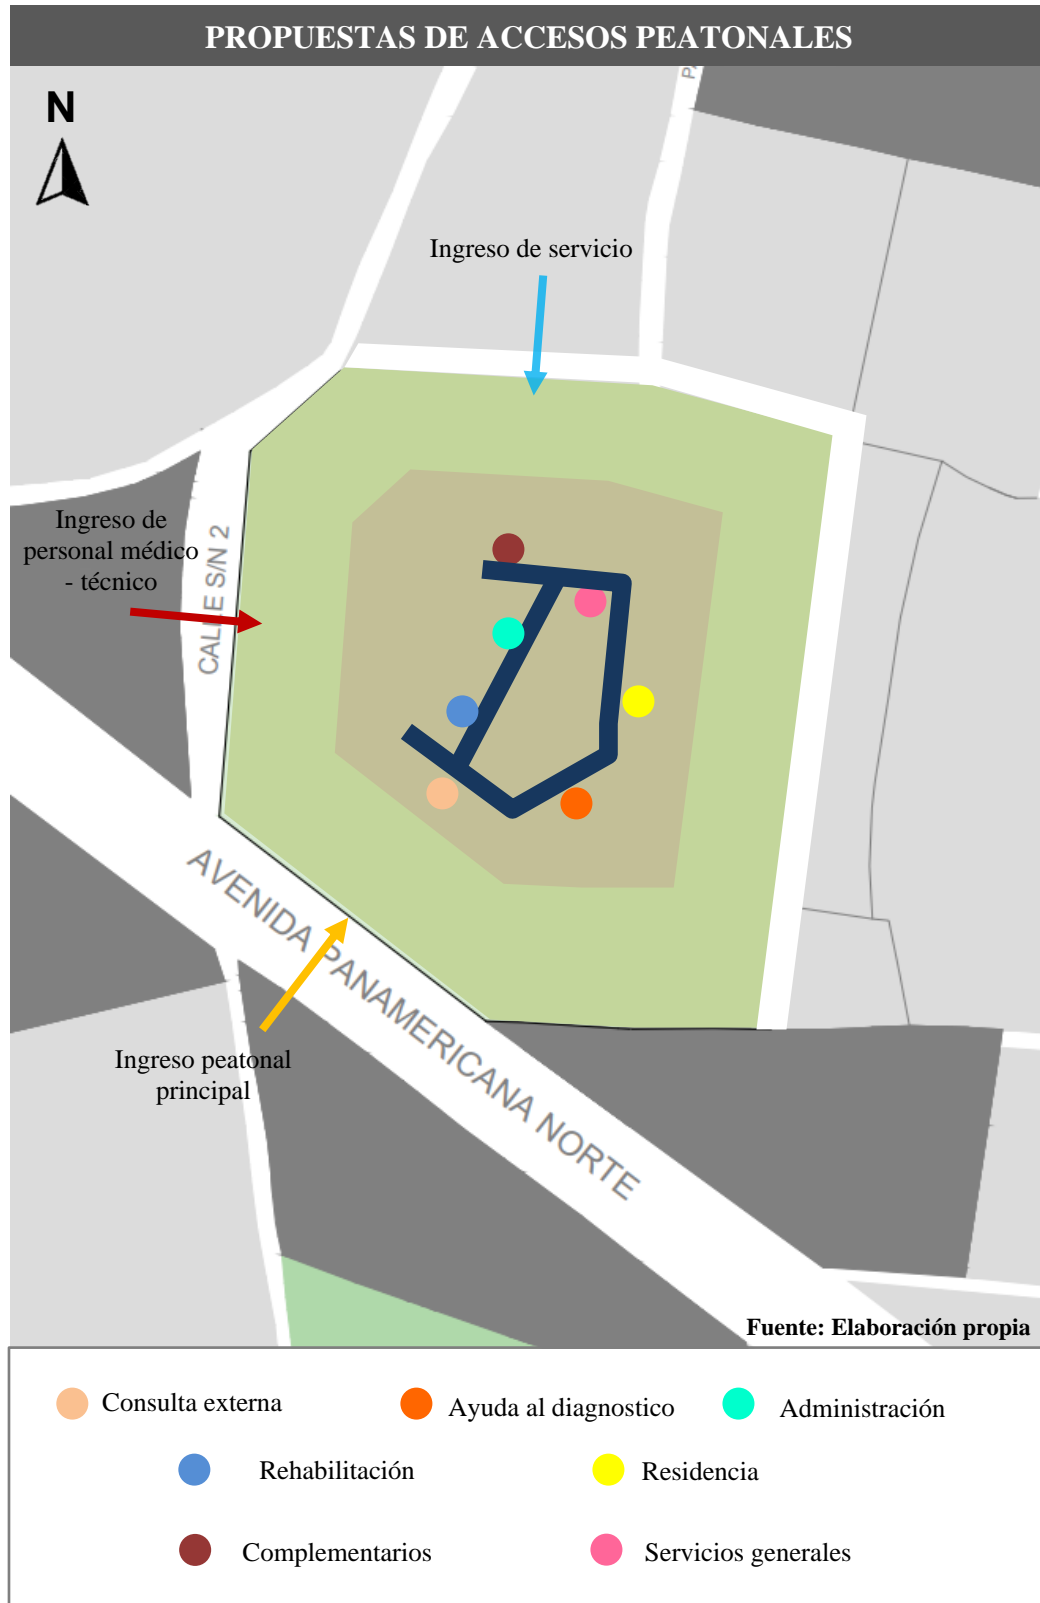 PROPUESTAS DE ACCESOS PEATONALES
N
PA
Ingreso de servicio
Ingreso de
personal médico
- técnico
CALLE S/N 2
AVENIDA PANAMERICANA NORTE
Ingreso peatonal
principal
Fuente: Elaboración propia
Consulta externa
Ayuda al diagnostico
Administración
Rehabilitación
Residencia
Complementarios
Servicios generales